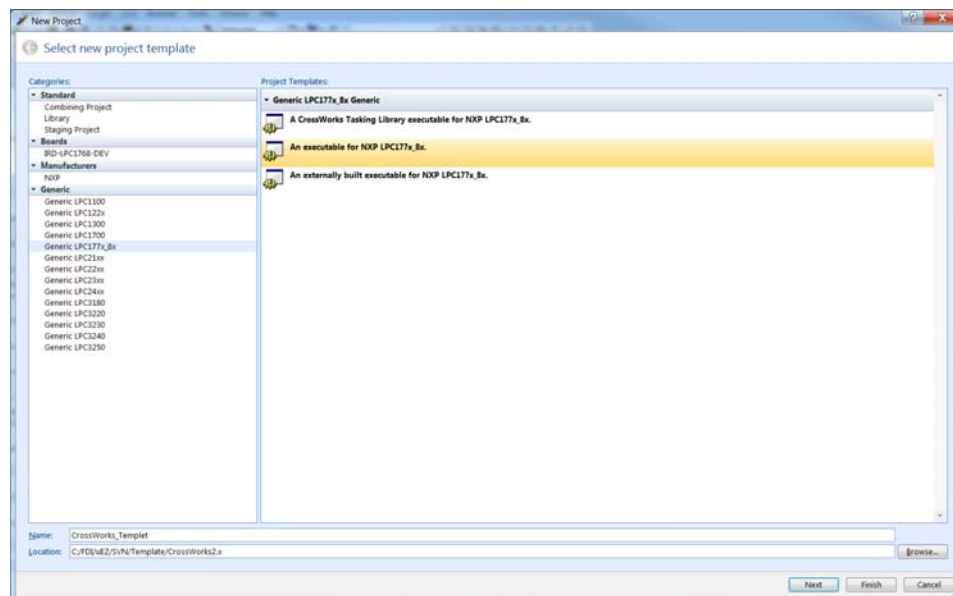 New Project
Select new project template
Categories:
Standard
Combining Project
Library
Staging Project
Boards
IRD-LPC1768-DEV
Manufacturers
NXP
Generic
Generic LPC1100
Generic LPC122x
Generic LPC1300
Generic LPC1700
Generic LPC177x_8x
Generic LPC21xx
Generic LPC22xx
Generic LPC23xx
Generic LPC24xx
Generic LPC3180
Generic LPC3220
Generic LPC3230
Generic LPC3240
Generic LPC3250
Project Templates:
Generic LPC177x_8x Generic
A CrossWorks Tasking Library executable for NXP LPC177x_8x.
An executable for NXP LPC177x_8x.
An externally built executable for NXP LPC177x_8x.
Name: CrossWorks_Templet
Location: C:/FDI/uEZ/SVN/Template/CrossWorks2.x
Browse...
Next Finish Cancel